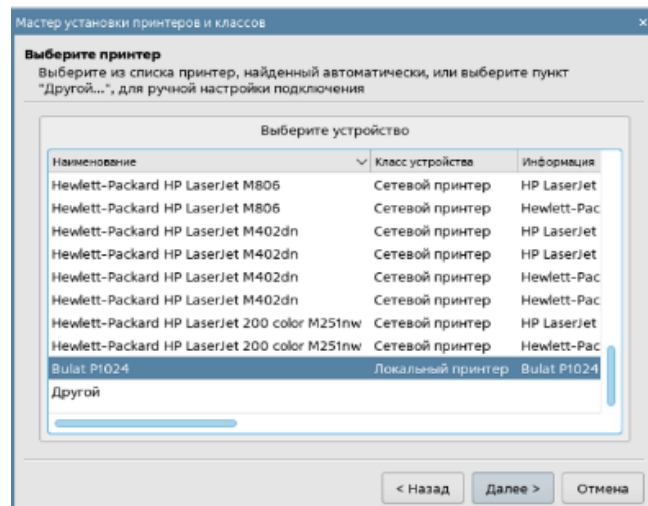 Мастер установки принтеров и классов
Выберите принтер
Выберите из списка принтер, найденный автоматически, или выберите пункт
"Другой...", для ручной настройки подключения
Выберите устройство
Наименование Класс устройства Информация
Hewlett-Packard HP LaserJet M806 Сетевой принтер HP LaserJet
Hewlett-Packard HP LaserJet M806 Сетевой принтер Hewlett-Pac
Hewlett-Packard HP LaserJet M402dn Сетевой принтер HP LaserJet
Hewlett-Packard HP LaserJet M402dn Сетевой принтер HP LaserJet
Hewlett-Packard HP LaserJet M402dn Сетевой принтер Hewlett-Pac
Hewlett-Packard HP LaserJet M402dn Сетевой принтер Hewlett-Pac
Hewlett-Packard HP LaserJet 200 color M251nw Сетевой принтер HP LaserJet
Hewlett-Packard HP LaserJet 200 color M251nw Сетевой принтер Hewlett-Pac
Bulat P1024 Локальный принтер Bulat P1024
Другой
< Назад Далее > Отмена